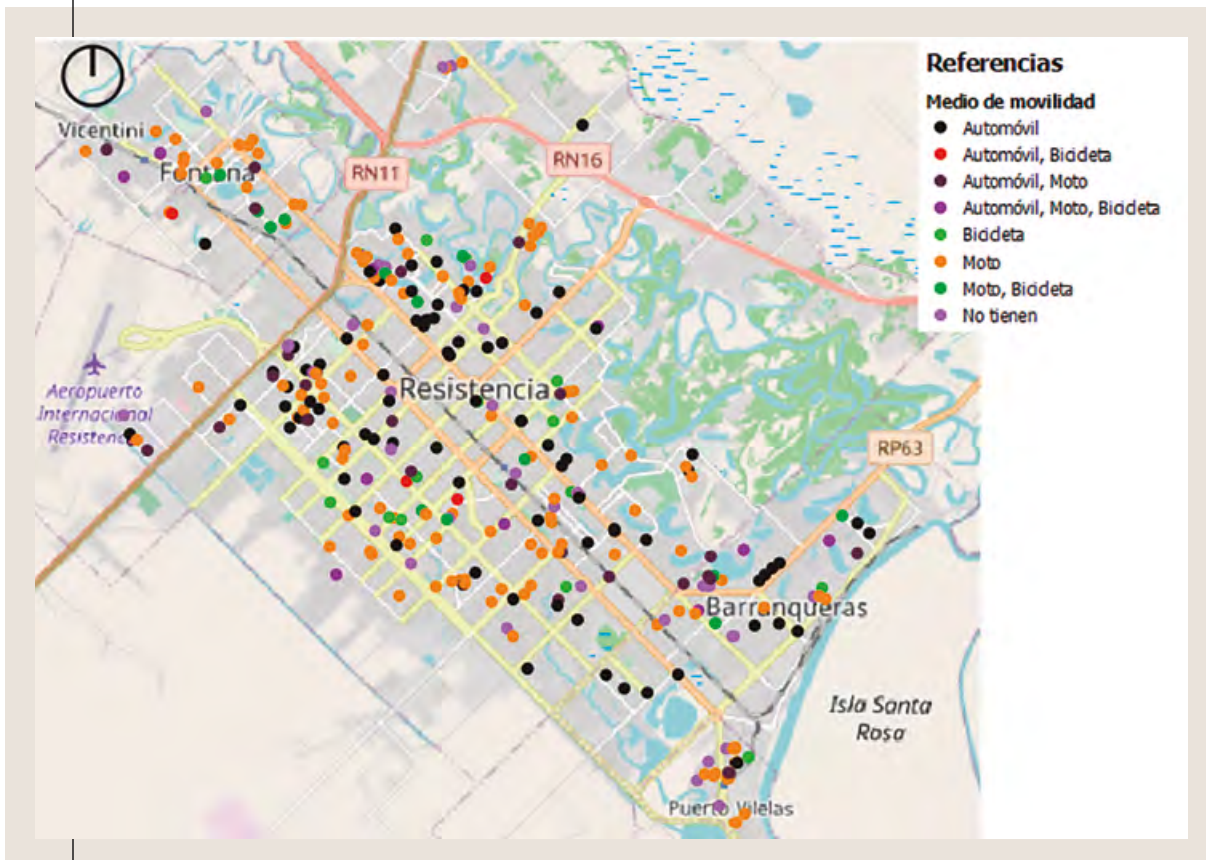 Vicentini
Fontana
RN11
RN16
Resistencia
Aeropuerto
Internacional
Resistencia
RP63
Barranqueras
Isla Santa
Rosa
Puerto Vilelas
Referencias
Medio de movilidad
Automóvil
Automóvil, Bicicleta
Automóvil, Moto
Automóvil, Moto, Bicicleta
Bicicleta
Moto
Moto, Bicicleta
No tienen